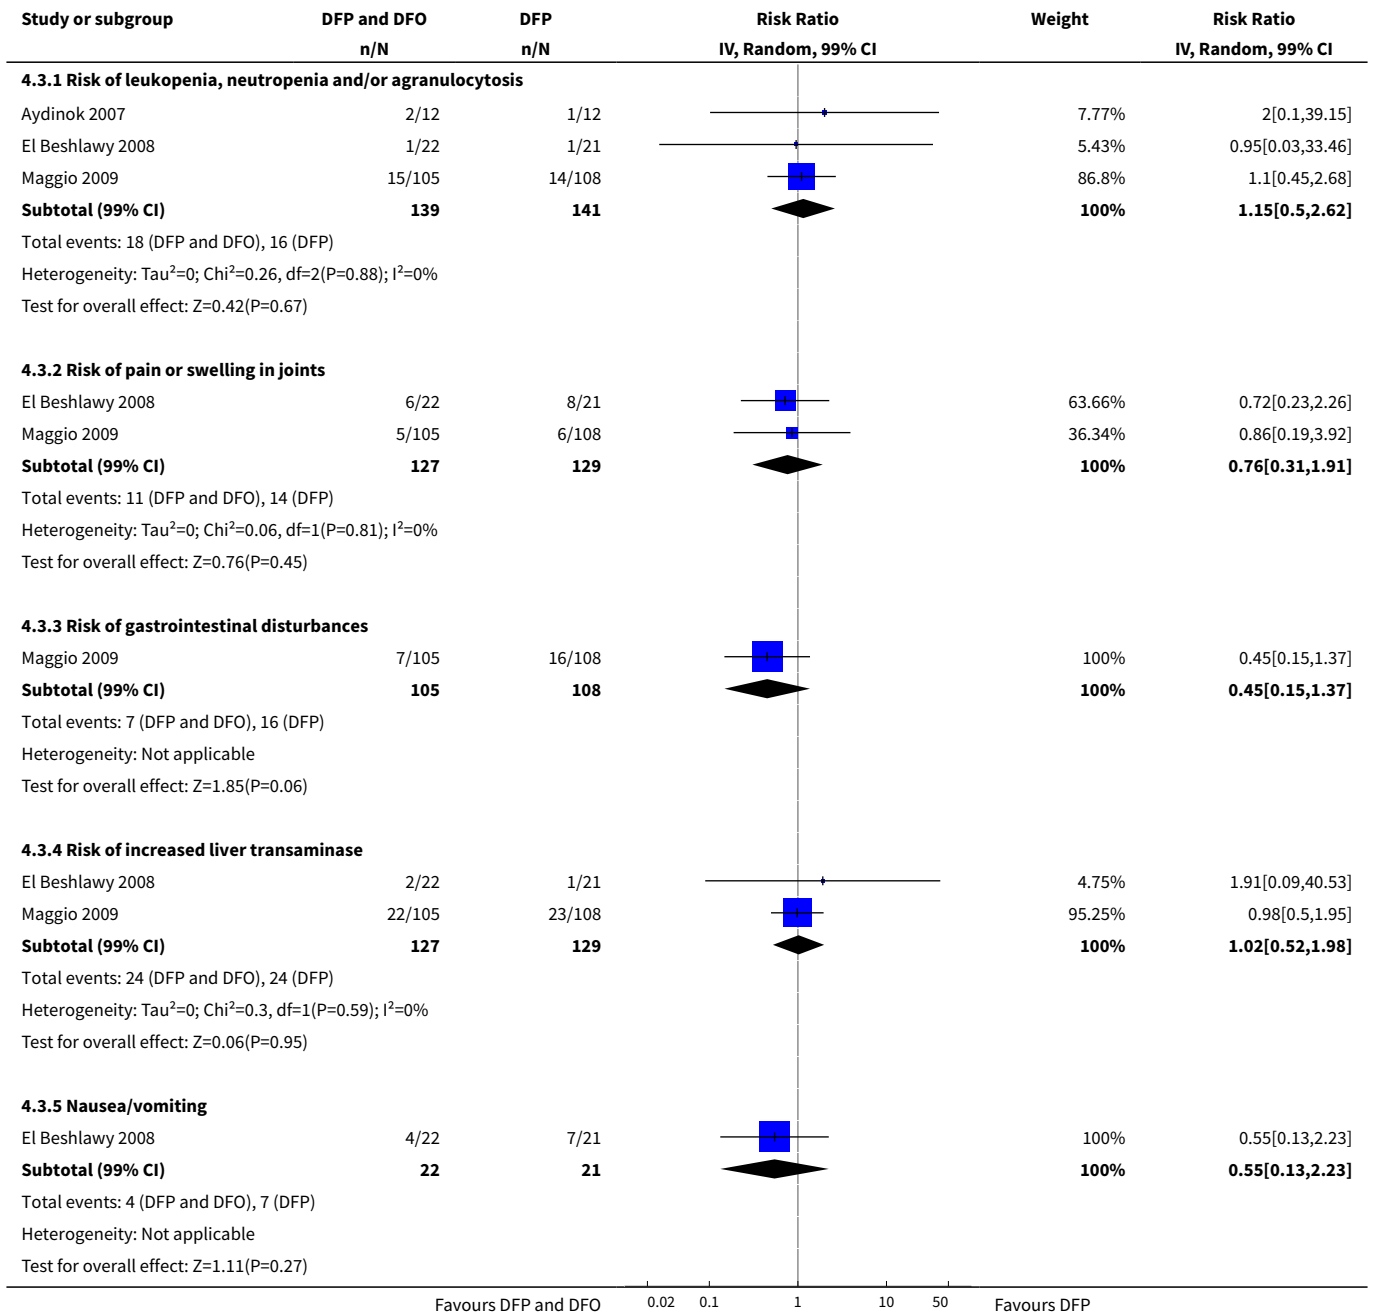 Study or subgroup DFP and DFO DFP Risk Ratio Weight Risk Ratio
n/N n/N IV, Random, 99% CI IV, Random, 99% CI
4.3.1 Risk of leukopenia, neutropenia and/or agranulocytosis
Aydinok 2007 2/12 1/12 7.77% 2[0.1,39.15]
El Beshlawy 2008 1/22 1/21 5.43% 0.95[0.03,33.46]
Maggio 2009 15/105 14/108 86.8% 1.1[0.45,2.68]
Subtotal (99% CI) 139 141 100% 1.15[0.5,2.62]
Total events: 18 (DFP and DFO), 16 (DFP)
Heterogeneity: Tau²=0; Chi²=0.26, df=2(P=0.88); I²=0%
Test for overall effect: Z=0.42(P=0.67)
4.3.2 Risk of pain or swelling in joints
El Beshlawy 2008 6/22 8/21 63.66% 0.72[0.23,2.26]
Maggio 2009 5/105 6/108 36.34% 0.86[0.19,3.92]
Subtotal (99% CI) 127 129 100% 0.76[0.31,1.91]
Total events: 11 (DFP and DFO), 14 (DFP)
Heterogeneity: Tau²=0; Chi²=0.06, df=1(P=0.81); I²=0%
Test for overall effect: Z=0.76(P=0.45)
4.3.3 Risk of gastrointestinal disturbances
Maggio 2009 7/105 16/108 100% 0.45[0.15,1.37]
Subtotal (99% CI) 105 108 100% 0.45[0.15,1.37]
Total events: 7 (DFP and DFO), 16 (DFP)
Heterogeneity: Not applicable
Test for overall effect: Z=1.85(P=0.06)
4.3.4 Risk of increased liver transaminase
El Beshlawy 2008 2/22 1/21 4.75% 1.91[0.09,40.53]
Maggio 2009 22/105 23/108 95.25% 0.98[0.5,1.95]
Subtotal (99% CI) 127 129 100% 1.02[0.52,1.98]
Total events: 24 (DFP and DFO), 24 (DFP)
Heterogeneity: Tau²=0; Chi²=0.3, df=1(P=0.59); I²=0%
Test for overall effect: Z=0.06(P=0.95)
4.3.5 Nausea/vomiting
El Beshlawy 2008 4/22 7/21 100% 0.55[0.13,2.23]
Subtotal (99% CI) 22 21 100% 0.55[0.13,2.23]
Total events: 4 (DFP and DFO), 7 (DFP)
Heterogeneity: Not applicable
Test for overall effect: Z=1.11(P=0.27)
Favours DFP and DFO 0.02 0.1 1 10 50 Favours DFP